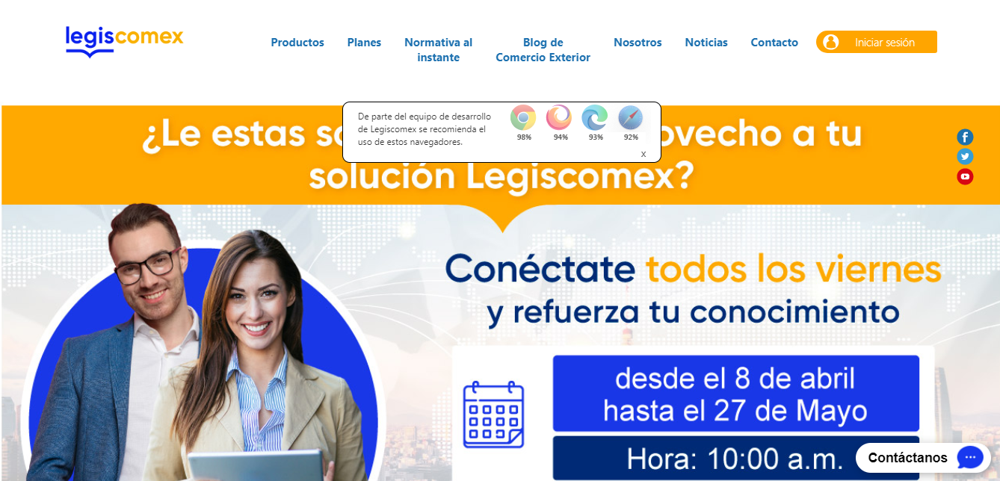 legiscomex
Productos
Planes
Normativa al
instante
Blog de
Comercio Exterior
Nosotros
Noticias
Contacto
Iniciar sesión
De parte del equipo de desarrollo
de Legiscomex se recomienda el
uso de estos navegadores.
98%
94%
93%
92%
x
¿Le estas a tu
solución Legiscomex?
Conéctate todos los viernes
y refuerza tu conocimiento
desde el 8 de abril
hasta el 27 de Mayo
Hora: 10:00 a.m.
Contáctanos